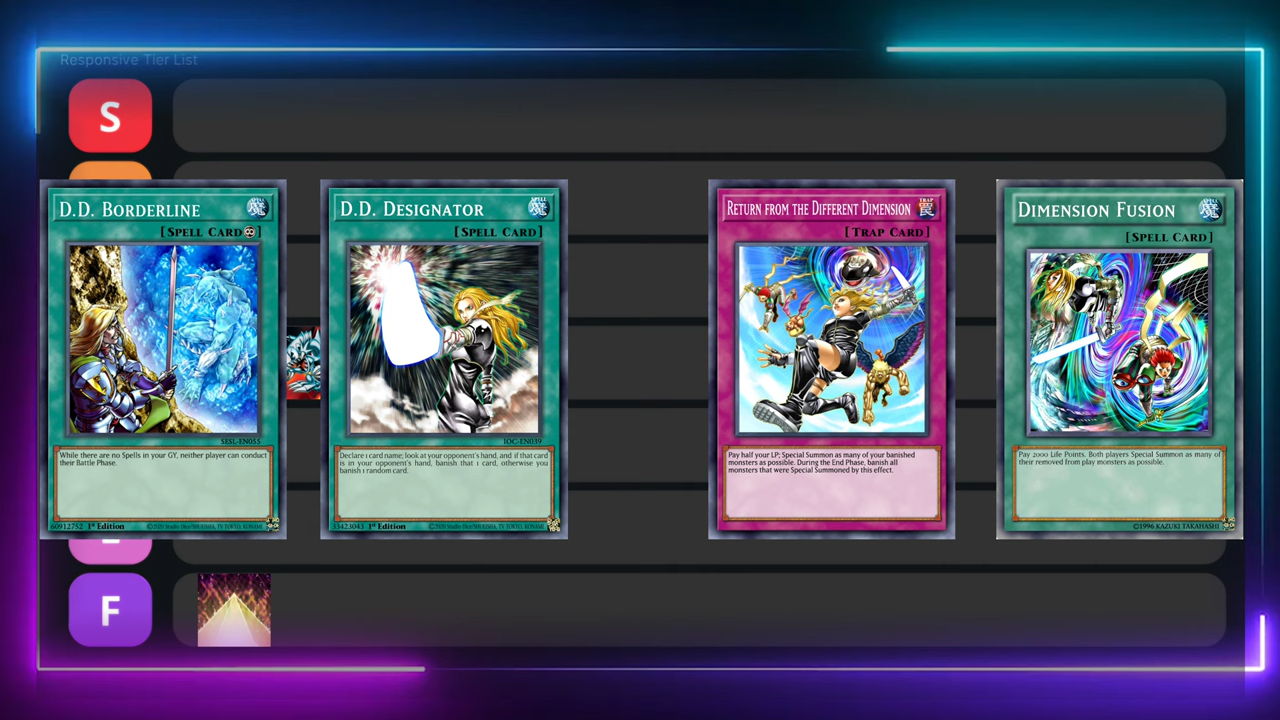 Responsive Tier List
S
D.D. BORDERLINE
[SPELL CARD]
SESL-EN055
While there are no Spells in your GY, neither player can conduct
their Battle Phase.
60912752 1st Edition
D.D. DESIGNATOR
[SPELL CARD]
IOC-EN039
Declare 1 card name; look at your opponent's hand, and if that card
is in your opponent's hand, banish that 1 card, otherwise you
banish 1 random card.
33423043 1st Edition
RETURN FROM THE DIFFERENT DIMENSION
TRAP
[TRAP CARD]
Pay half your LP; Special Summon as many of your banished
monsters as possible. During the End Phase, banish all
monsters that were Special Summoned by this effect.
DIMENSION FUSION
[SPELL CARD]
Pay 2000 Life Points. Both players Special Summon as many of
their removed from play monsters as possible.
©1996 KAZUKI TAKAHASHI
F